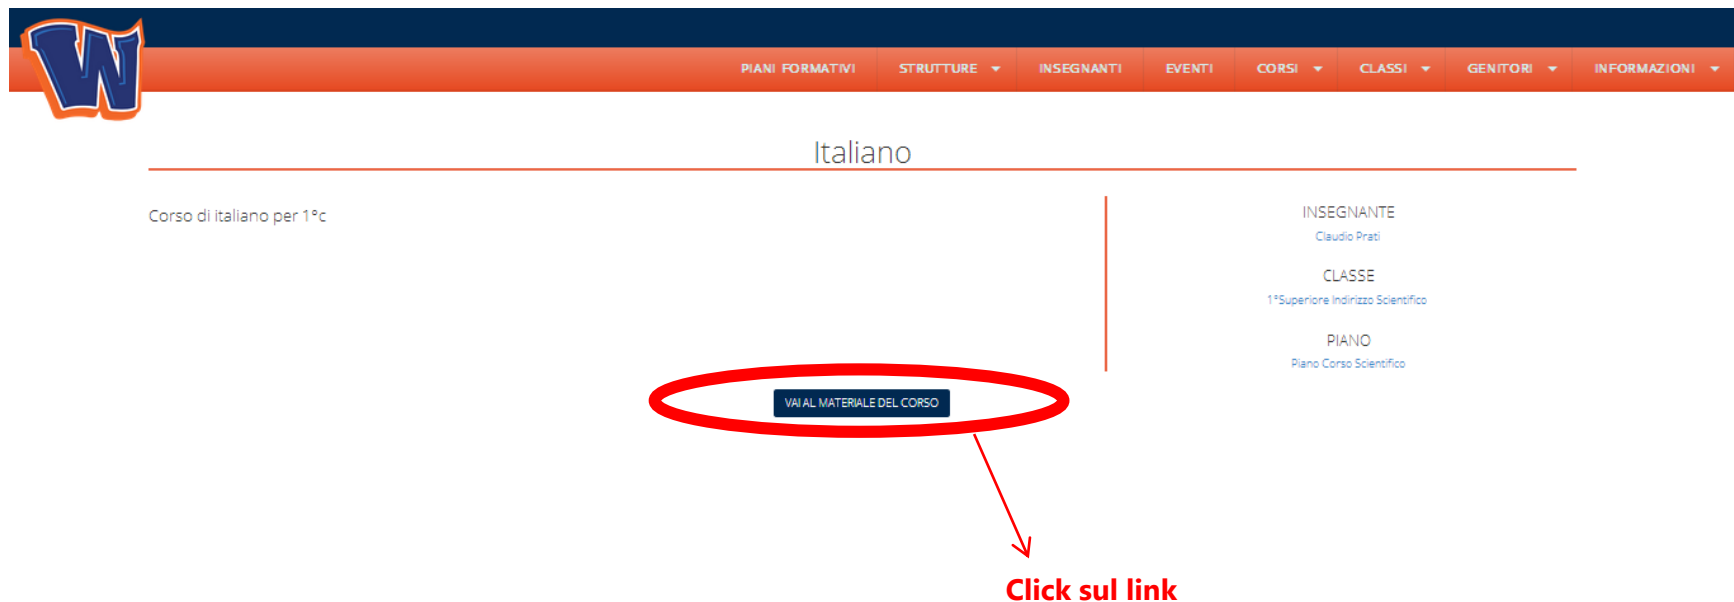 W
PIANI FORMATIVI STRUTTURE INSEGNANTI EVENTI CORSI CLASSI GENITORI INFORMAZIONI
Italiano
Corso di italiano per 1°c
INSEGNANTE
Claudio Prati
CLASSE
1°Superiore Indirizzo Scientifico
PIANO
Piano Corso Scientifico
VAI AL MATERIALE DEL CORSO
Click sul link